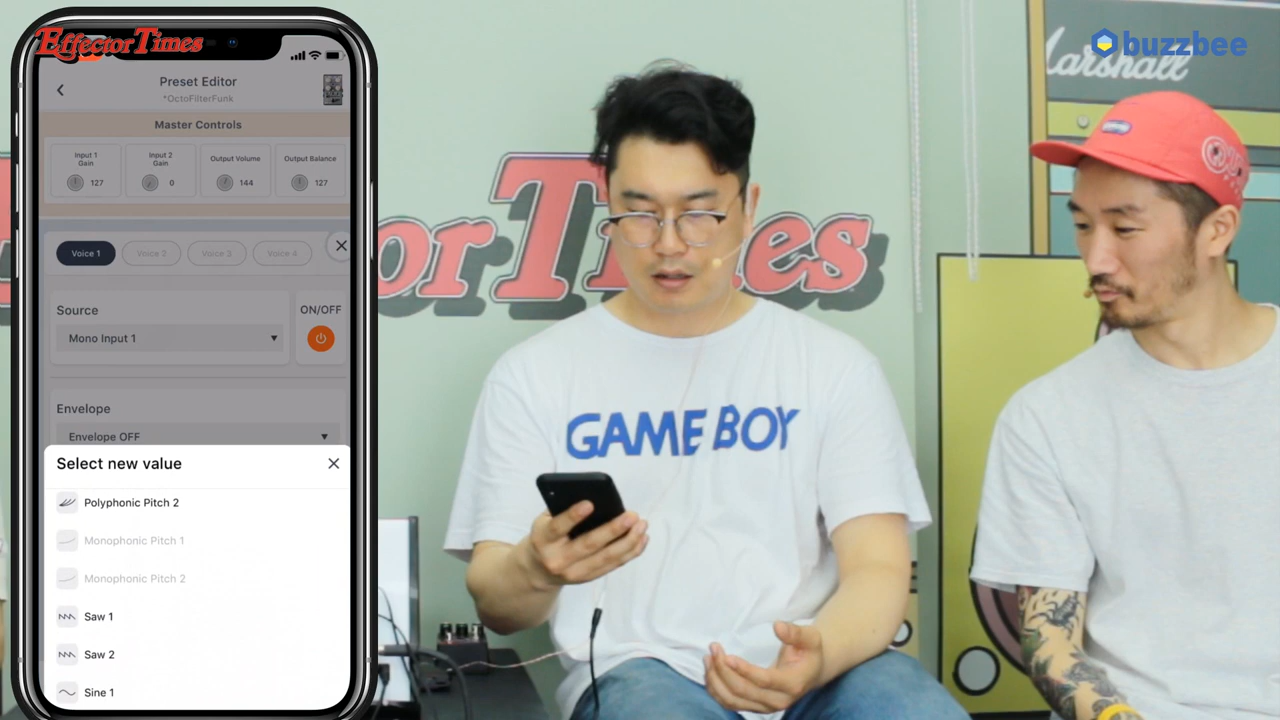 Effector Times
Preset Editor
*OctoFilterFunk
Master Controls
Input 1
Gain
127
Input 2
Gain
0
Output Volume
144
Output Balance
127
Voice 1
Voice 2
Voice 3
Voice 4
Source
Mono Input 1
ON/OFF
Envelope
Envelope OFF
Select new value
Polyphonic Pitch 2
Monophonic Pitch 1
Monophonic Pitch 2
Saw 1
Saw 2
Sine 1
or Times
GAME BOY
Marshall
buzzbee